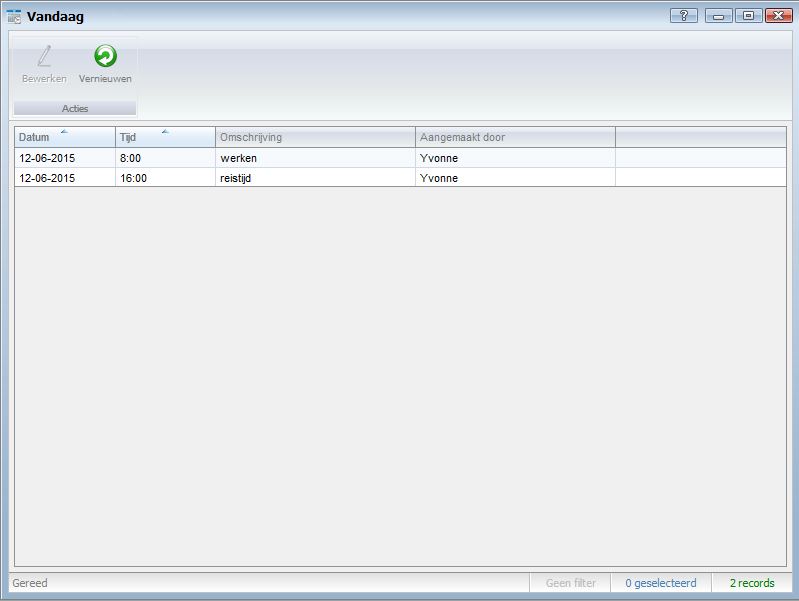 Vandaag
?
Bewerken Vernieuwen
Acties
Datum Tijd Omschrijving Aangemaakt door
12-06-2015 8:00 werken Yvonne
12-06-2015 16:00 reistijd Yvonne
Gereed Geen filter 0 geselecteerd 2 records